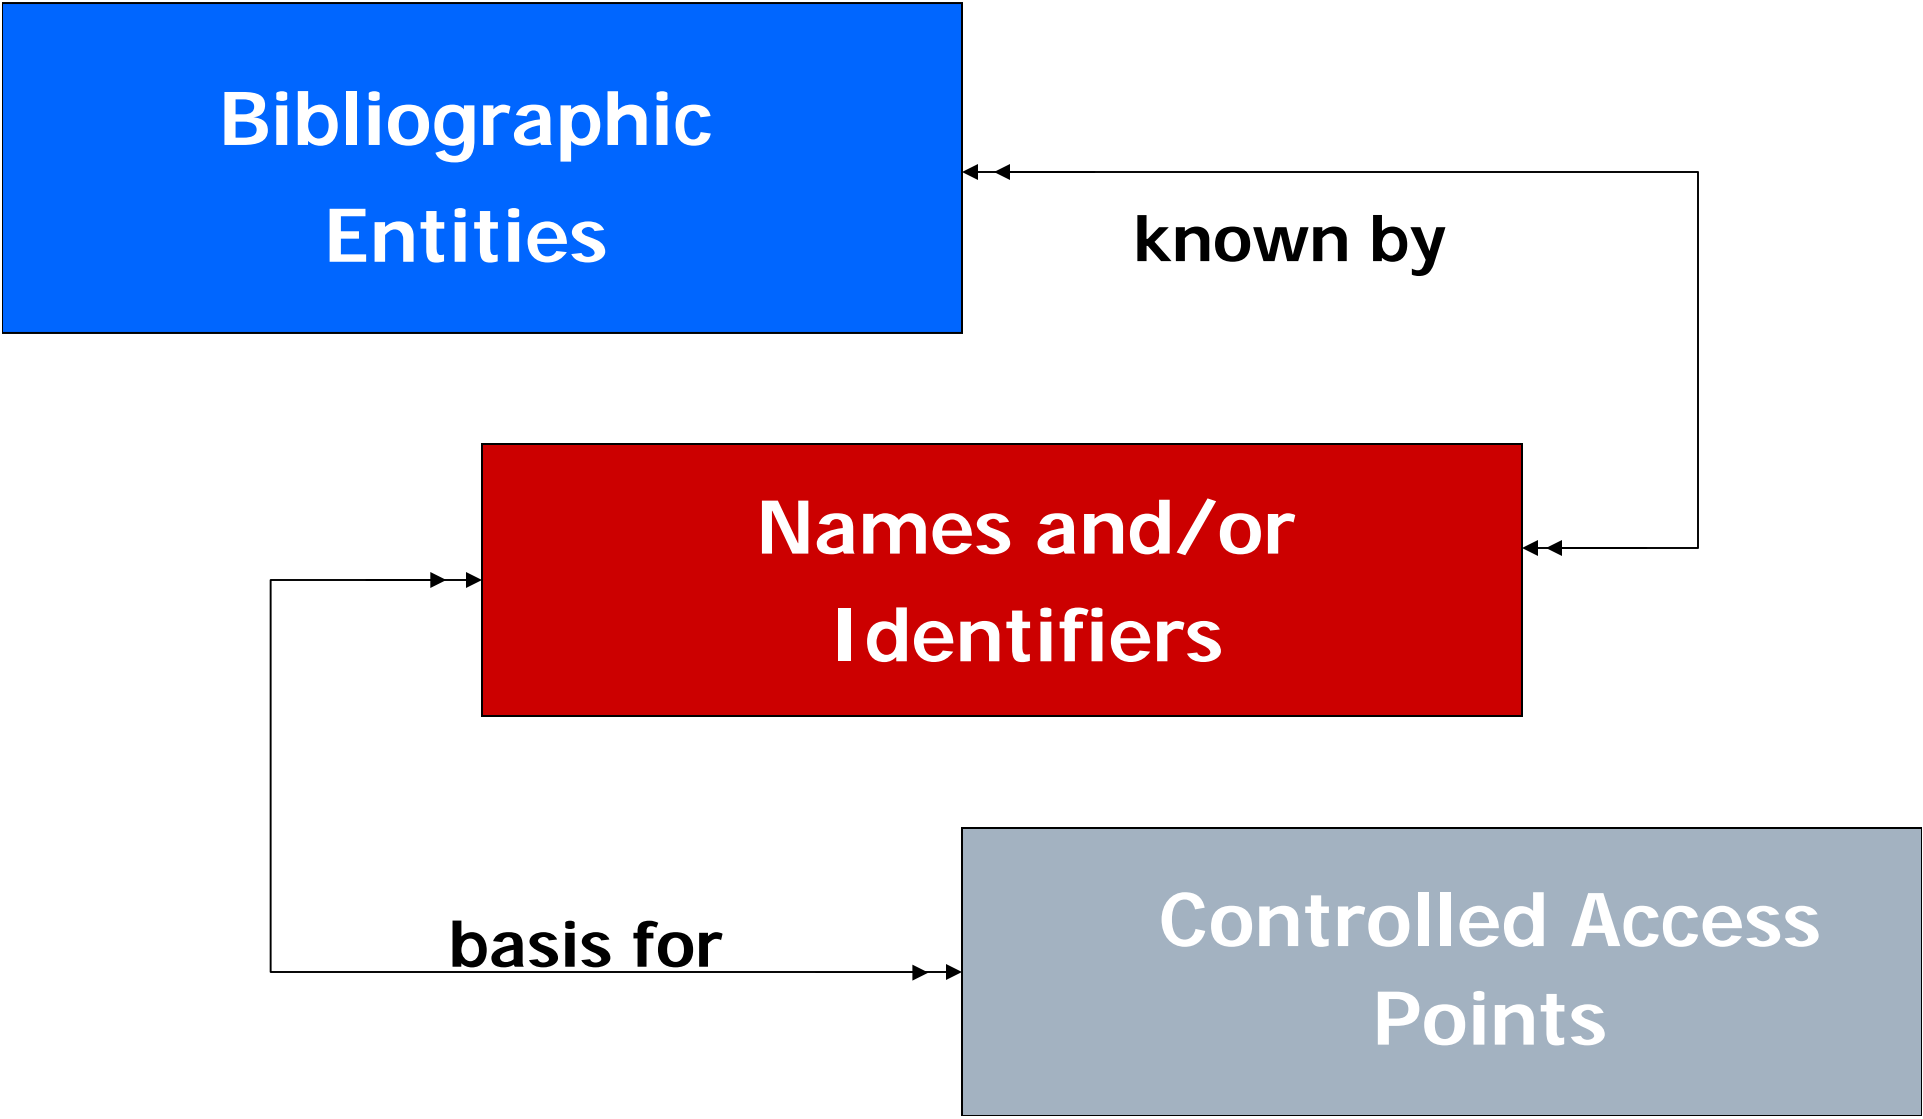 Bibliographic
Entities
known by
Names and/or
Identifiers
basis for
Controlled Access
Points